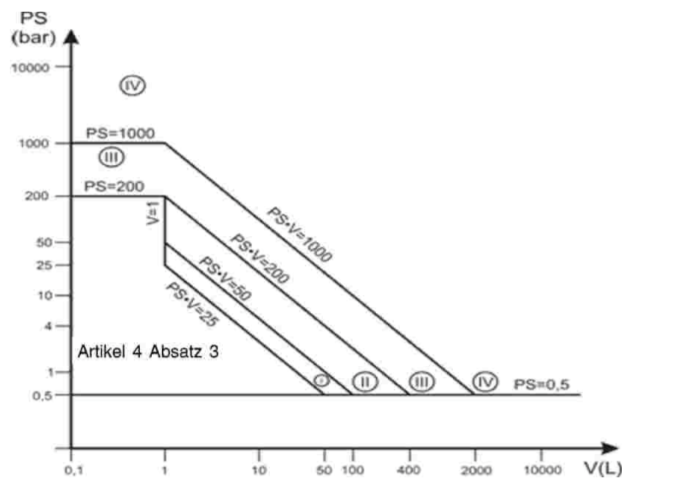 PS
(bar)
10000
IV
1000
PS=1000
III
200
PS=200
V=1
PS•V=1000
PS•V=200
50
PS•V=50
25
PS•V=25
10
4
Artikel 4 Absatz 3
1
I
II
III
IV
PS=0,5
0,5
0,1
1
10
50
100
400
2000
10000
V(L)